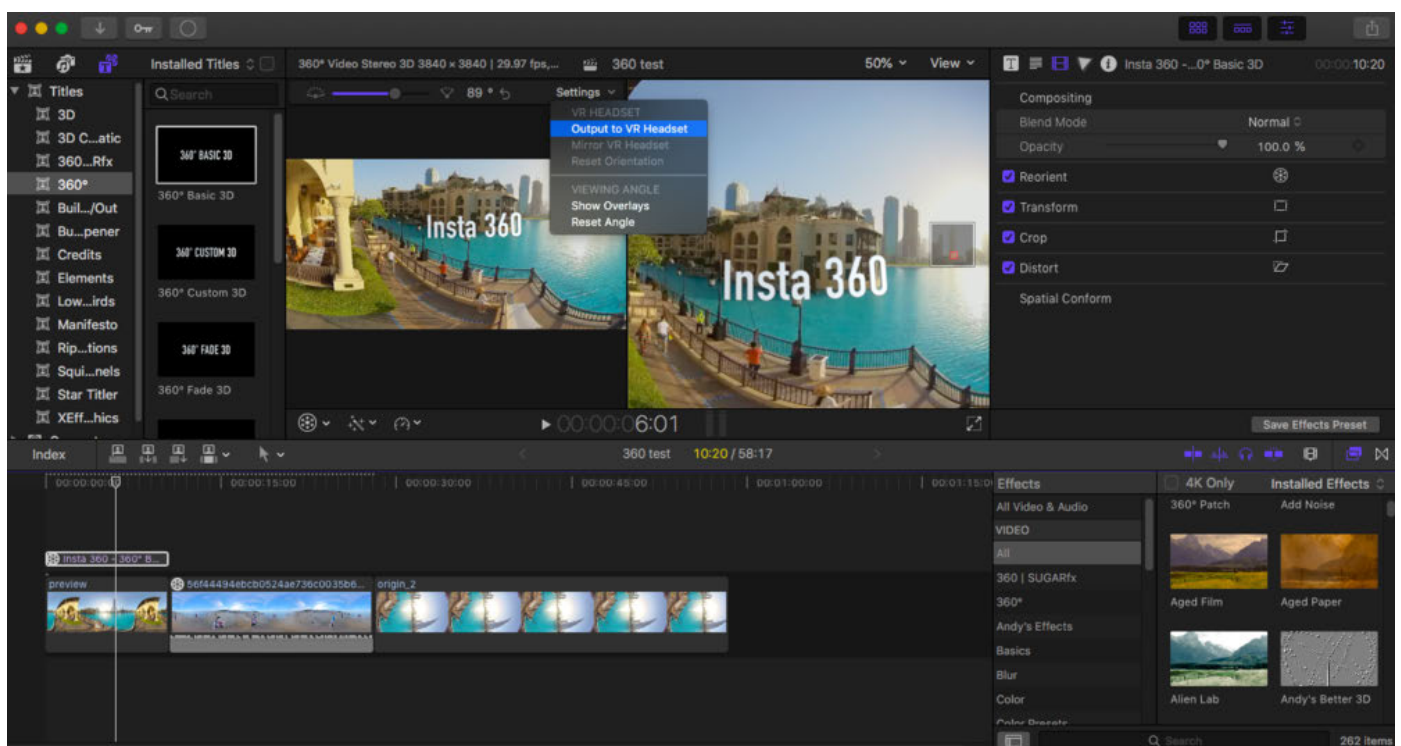 Installed Titles
360° Video Stereo 3D 3840 × 3840 | 29.97 fps,...
360 test
50%
View
Insta 360 -...0° Basic 3D
00:00:10:20
Titles
3D
3D C...atic
360...Rfx
360°
Buil.../Out
Bu...pener
Credits
Elements
Low...irds
Manifesto
Rip...tions
Squi...nels
Star Titler
XEff...hics
Search
360° BASIC 3D
360° Basic 3D
360° CUSTOM 3D
360° Custom 3D
360° FADE 3D
360° Fade 3D
89 °
Settings
VR HEADSET
Output to VR Headset
Mirror VR Headset
Reset Orientation
VIEWING ANGLE
Show Overlays
Reset Angle
Insta 360
Insta 360
00:00:06:01
Compositing
Blend Mode
Normal
Opacity
100.0 %
Reorient
Transform
Crop
Distort
Spatial Conform
Save Effects Preset
Index
360 test
10:20 / 58:17
00:00:15:00
00:00:30:00
00:00:45:00
00:01:00:00
Insta 360 - 360° B...
preview
56f44494ebcb0524ae736c0035b6...
origin_2
Effects
4K Only
Installed Effects
All Video & Audio
VIDEO
All
360 | SUGARfx
360°
Andy's Effects
Basics
Blur
Color
Color Presets
360° Patch
Add Noise
Aged Film
Aged Paper
Alien Lab
Andy's Better 3D
Search
262 items